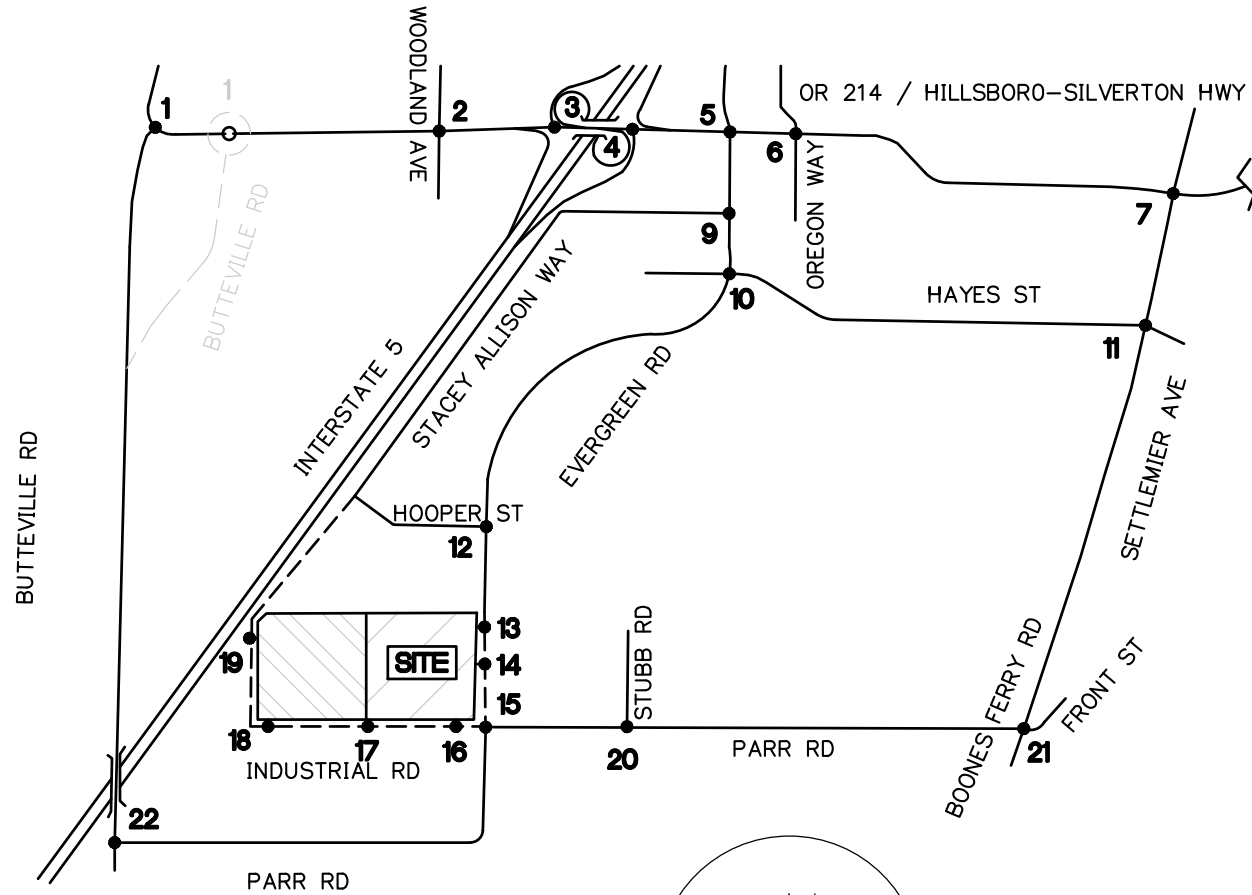 WOODLAND AVE
OR 214 / HILLSBORO-SILVERTON HWY
1
1
2
3
4
5
6
7
OREGON WAY
BUTTEVILLE RD
9
10
HAYES ST
11
STACEY ALLISON WAY
INTERSTATE 5
EVERGREEN RD
SETTLEMIER AVE
BUTTEVILLE RD
HOOPER ST
12
13
SITE
14
15
19
18
17
16
INDUSTRIAL RD
STUBB RD
20
PARR RD
BOONES FERRY RD
FRONT ST
21
22
PARR RD